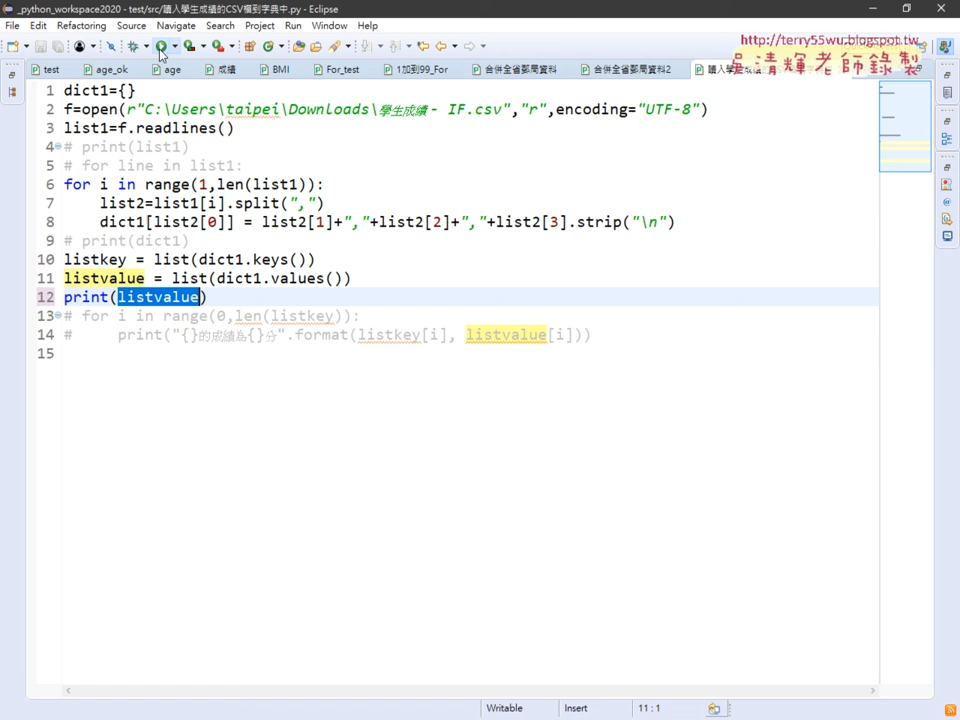 _python_workspace2020 - test/src/讀入學生成績的CSV檔到字典中.py - Eclipse
File Edit Refactoring Source Navigate Search Project Run Window Help
http://terry55wu.blogspot.tw
吳清輝老師錄製
test age_ok age 成績 BMI For_test 1加到99_For 合併全省郵局資料 合併全省郵局資料2
1 dict1={}
2 f=open(r"C:\Users\taipei\Downloads\學生成績 - IF.csv","r",encoding="UTF-8")
3 list1=f.readlines()
4 # print(list1)
5 # for line in list1:
6 for i in range(1,len(list1)):
7 list2=list1[i].split(",")
8 dict1[list2[0]] = list2[1]+","+list2[2]+","+list2[3].strip("\n")
9 # print(dict1)
10 listkey = list(dict1.keys())
11 listvalue = list(dict1.values())
12 print(listvalue)
13 # for i in range(0,len(listkey)):
14 # print("{}的成績為{}分".format(listkey[i], listvalue[i]))
15
Writable Insert 11 : 1